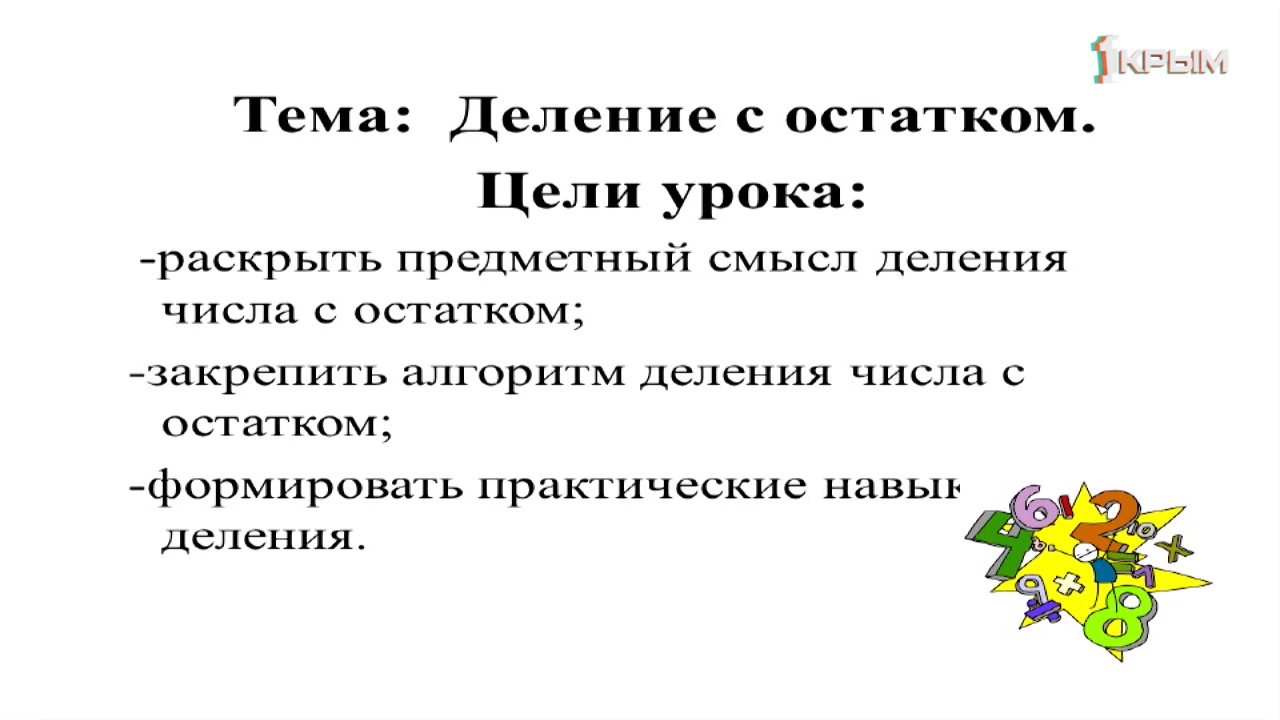 1КРЫМ
Тема: Деление с остатком.
Цели урока:
-раскрыть предметный смысл деления
числа с остатком;
-закрепить алгоритм деления числа с
остатком;
-формировать практические навык
деления.